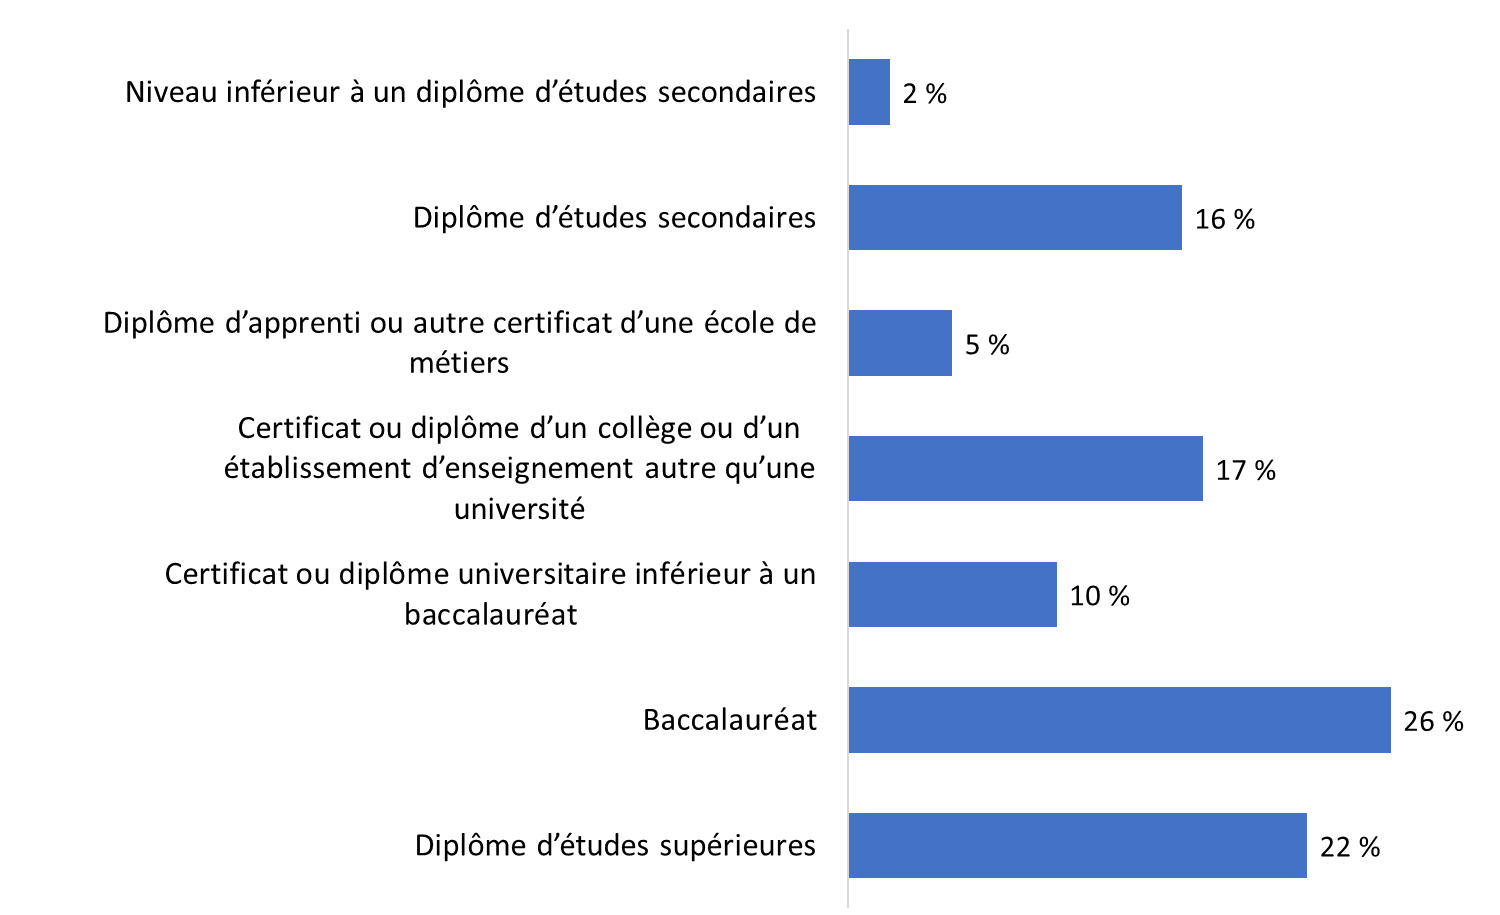 Niveau inférieur à un diplôme d’études secondaires
2 %
Diplôme d’études secondaires
16 %
Diplôme d’apprenti ou autre certificat d’une école de
métiers
5 %
Certificat ou diplôme d’un collège ou d’un
établissement d’enseignement autre qu’une
université
17 %
Certificat ou diplôme universitaire inférieur à un
baccalauréat
10 %
Baccalauréat
26 %
Diplôme d’études supérieures
22 %